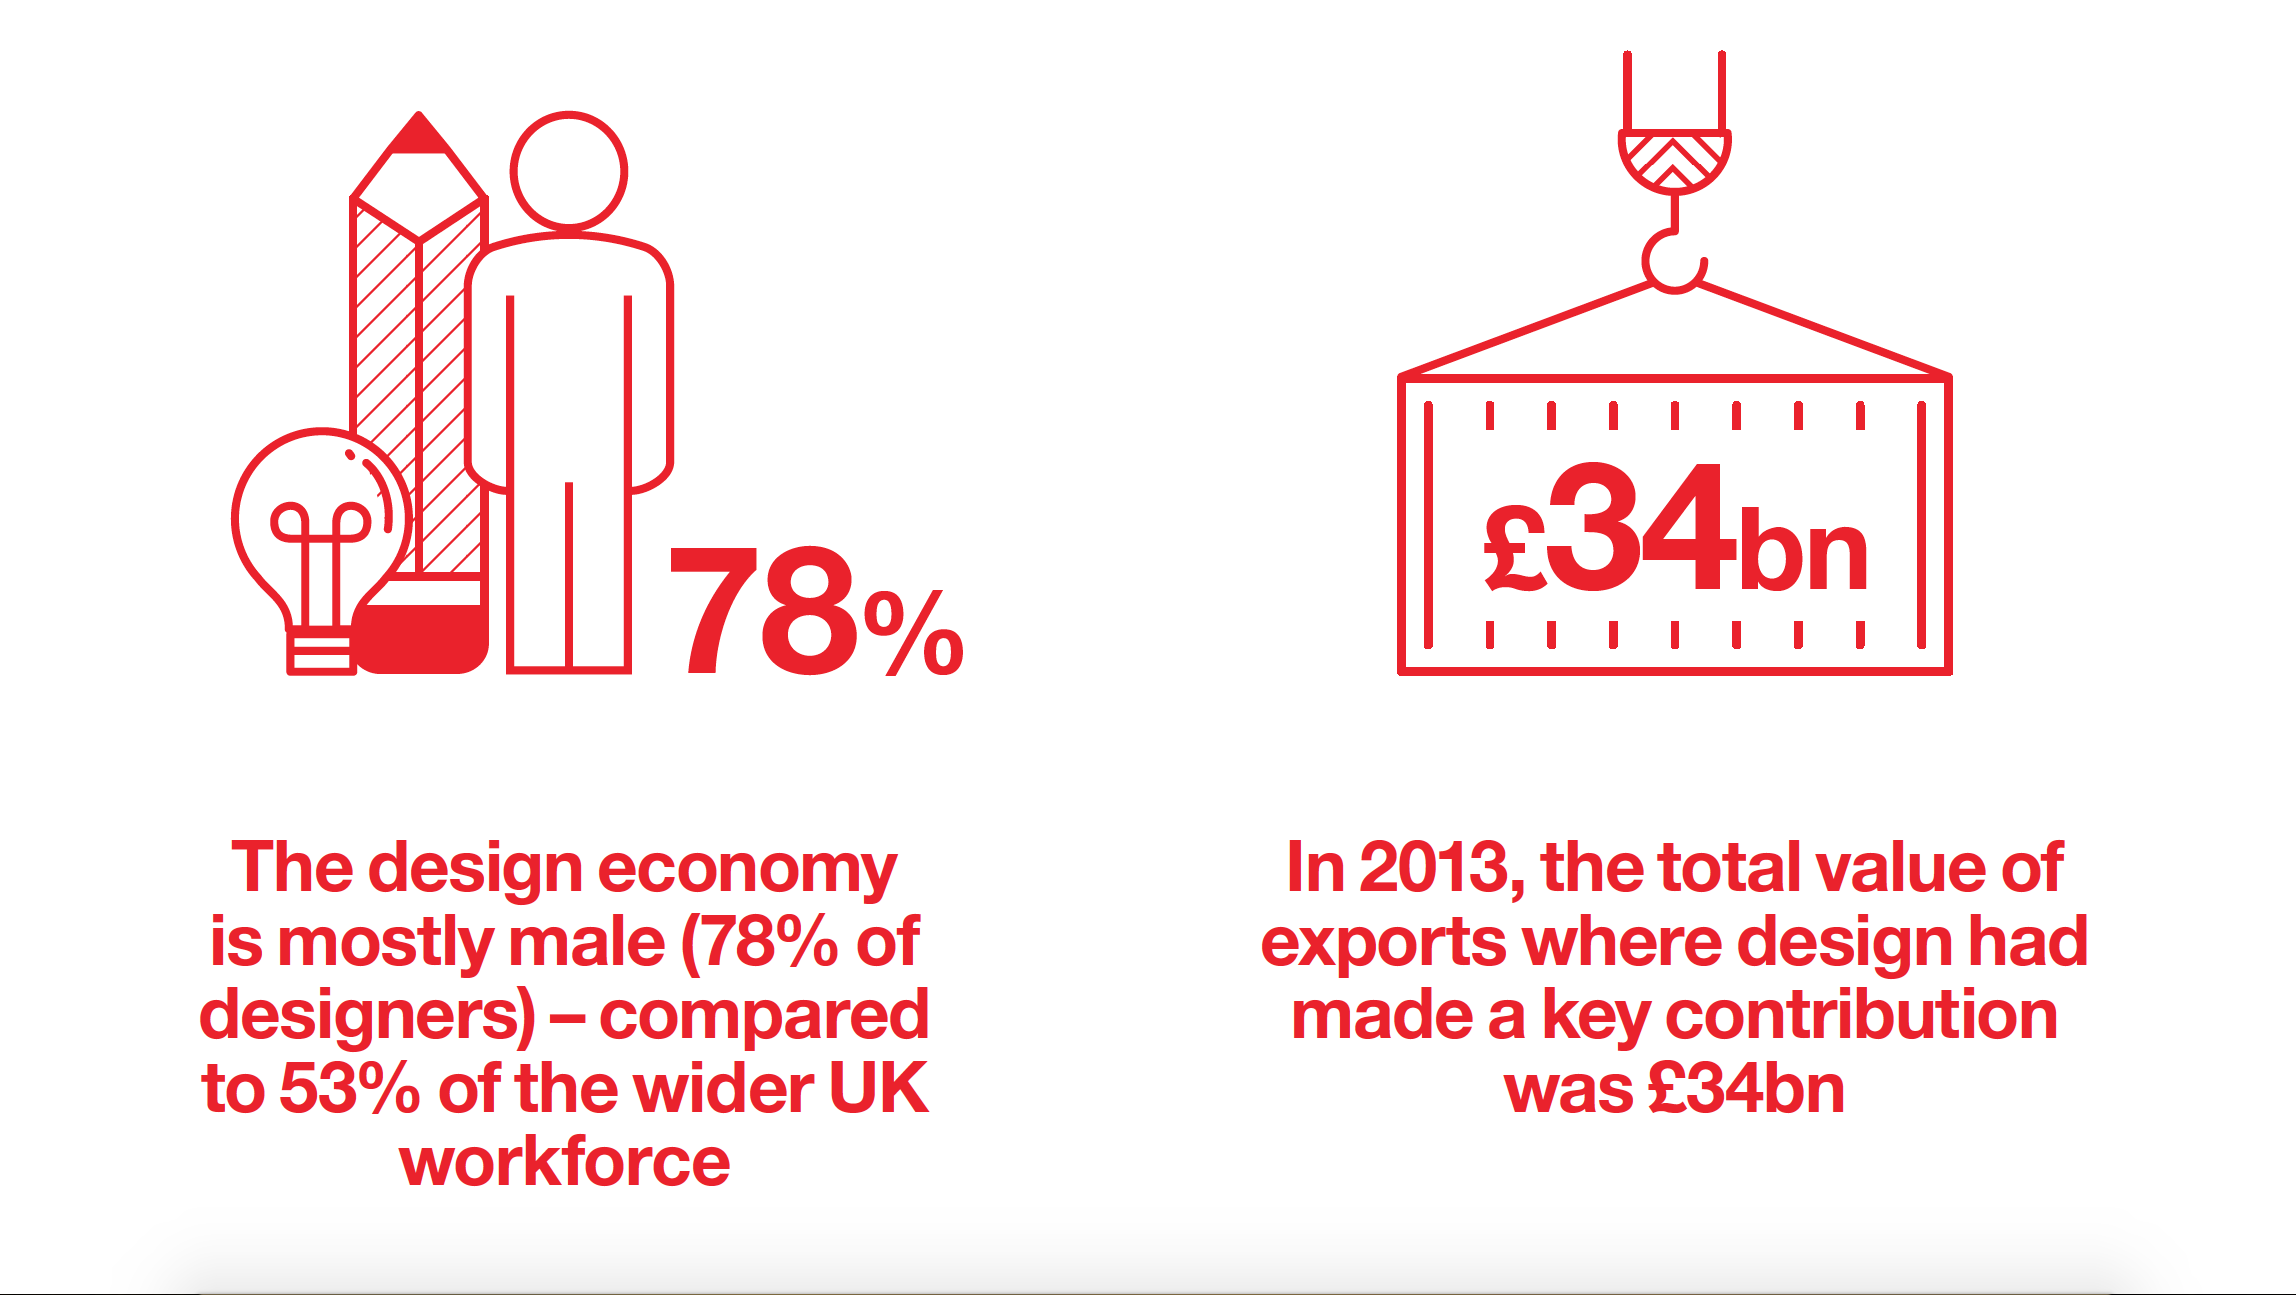 78%
The design economy
is mostly male (78% of
designers) – compared
to 53% of the wider UK
workforce
£34bn
In 2013, the total value of
exports where design had
made a key contribution
was £34bn